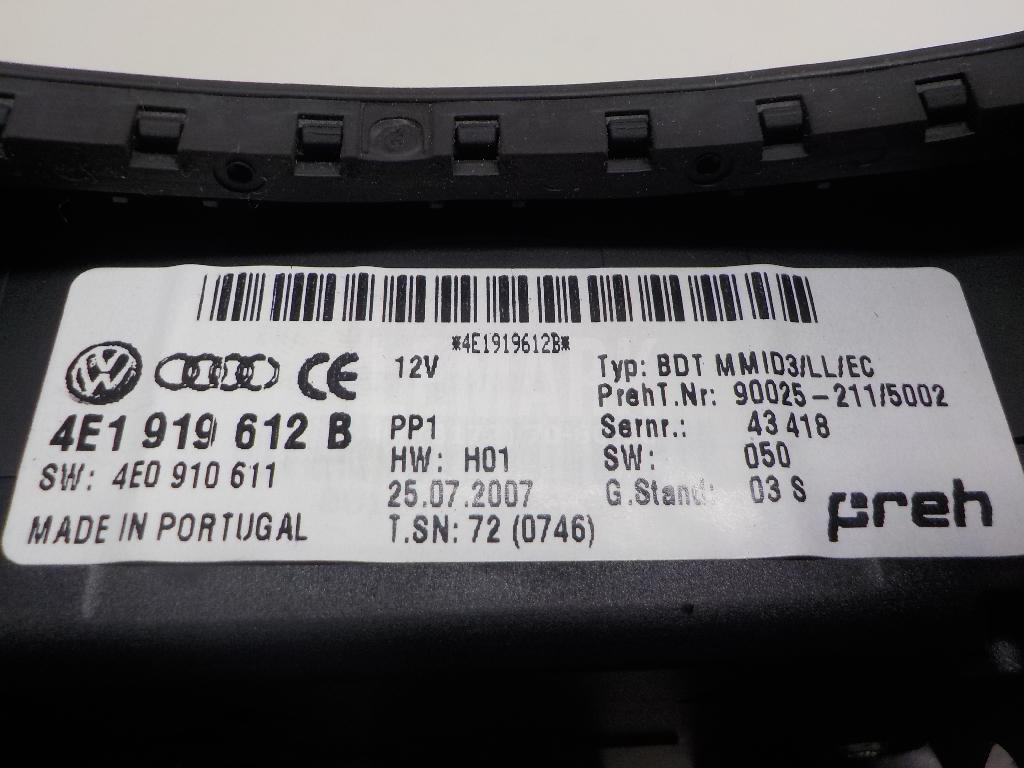 *4E1919612B*
12V
Typ: BDT MMID3/LL/EC
PrehT.Nr: 90025-211/5002
4E1 919 612 B
PP1
Sernr.: 43 418
SW: 4E0 910 611
HW: H01
SW: 050
25.07.2007
G.Stand: 03 S
MADE IN PORTUGAL
T.SN: 72 (0746)
preh